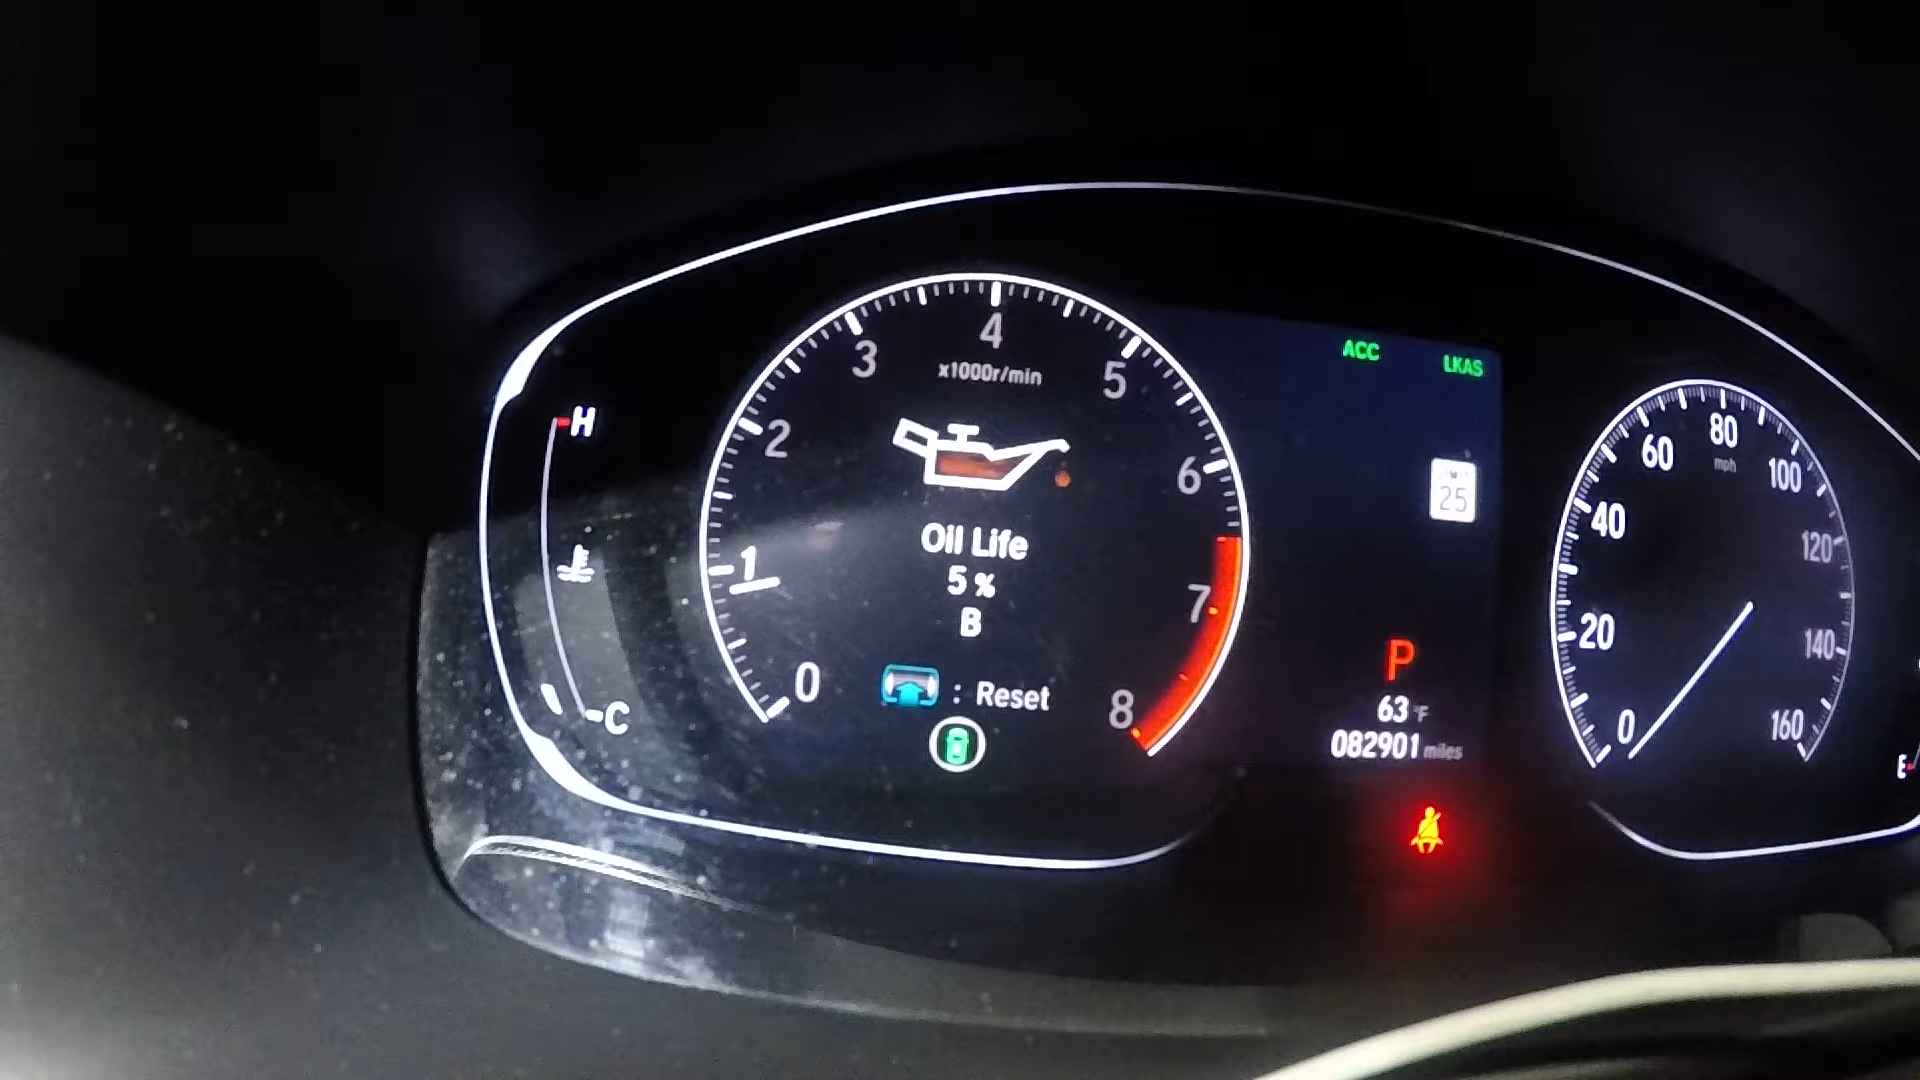 H
C
4
3
5
x1000r/min
2
6
1
7
0
8
Oil Life
5 %
B
: Reset
ACC
LKAS
25
P
63 °F
082901 miles
80
60
mph
100
40
120
20
140
0
160
E